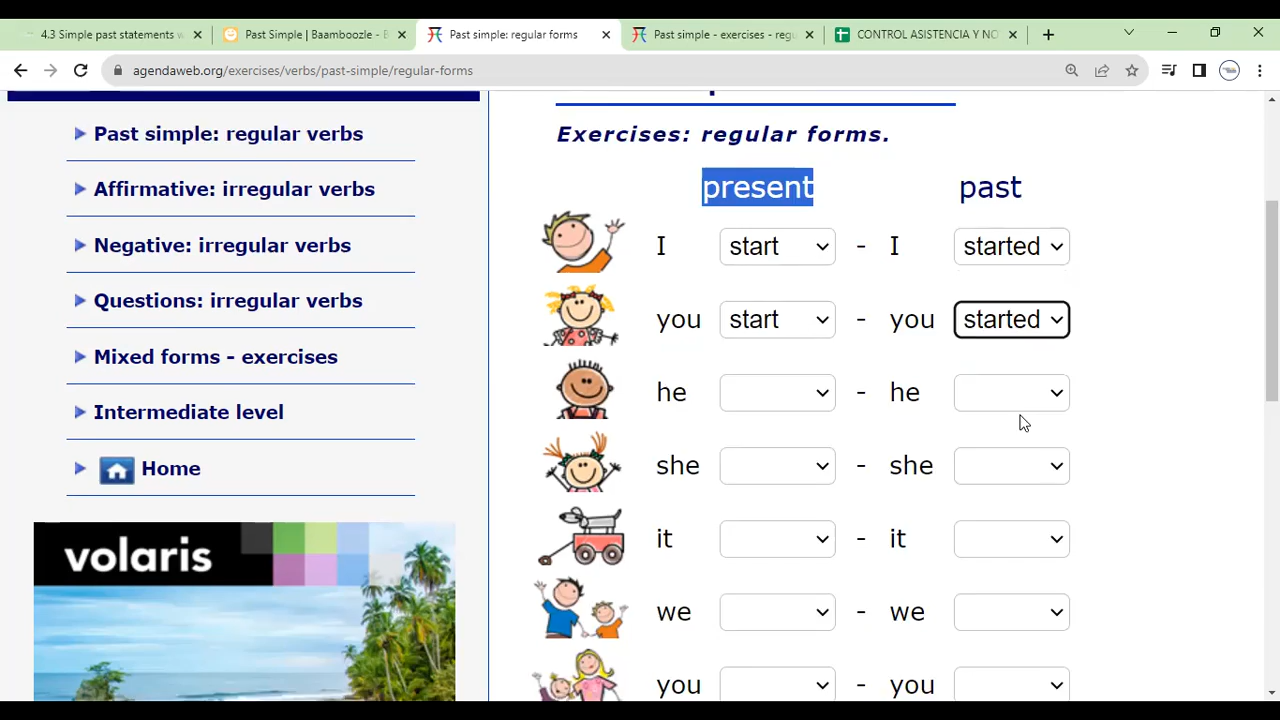 4.3 Simple past statements w
Past Simple | Baamboozle - B
Past simple: regular forms
Past simple - exercises - regu
CONTROL ASISTENCIA Y NO
agendaweb.org/exercises/verbs/past-simple/regular-forms
Past simple: regular verbs
Affirmative: irregular verbs
Negative: irregular verbs
Questions: irregular verbs
Mixed forms - exercises
Intermediate level
Home
volaris
Exercises: regular forms.
present past
I start - I started
you start - you started
he - he
she - she
it - it
we - we
you - you